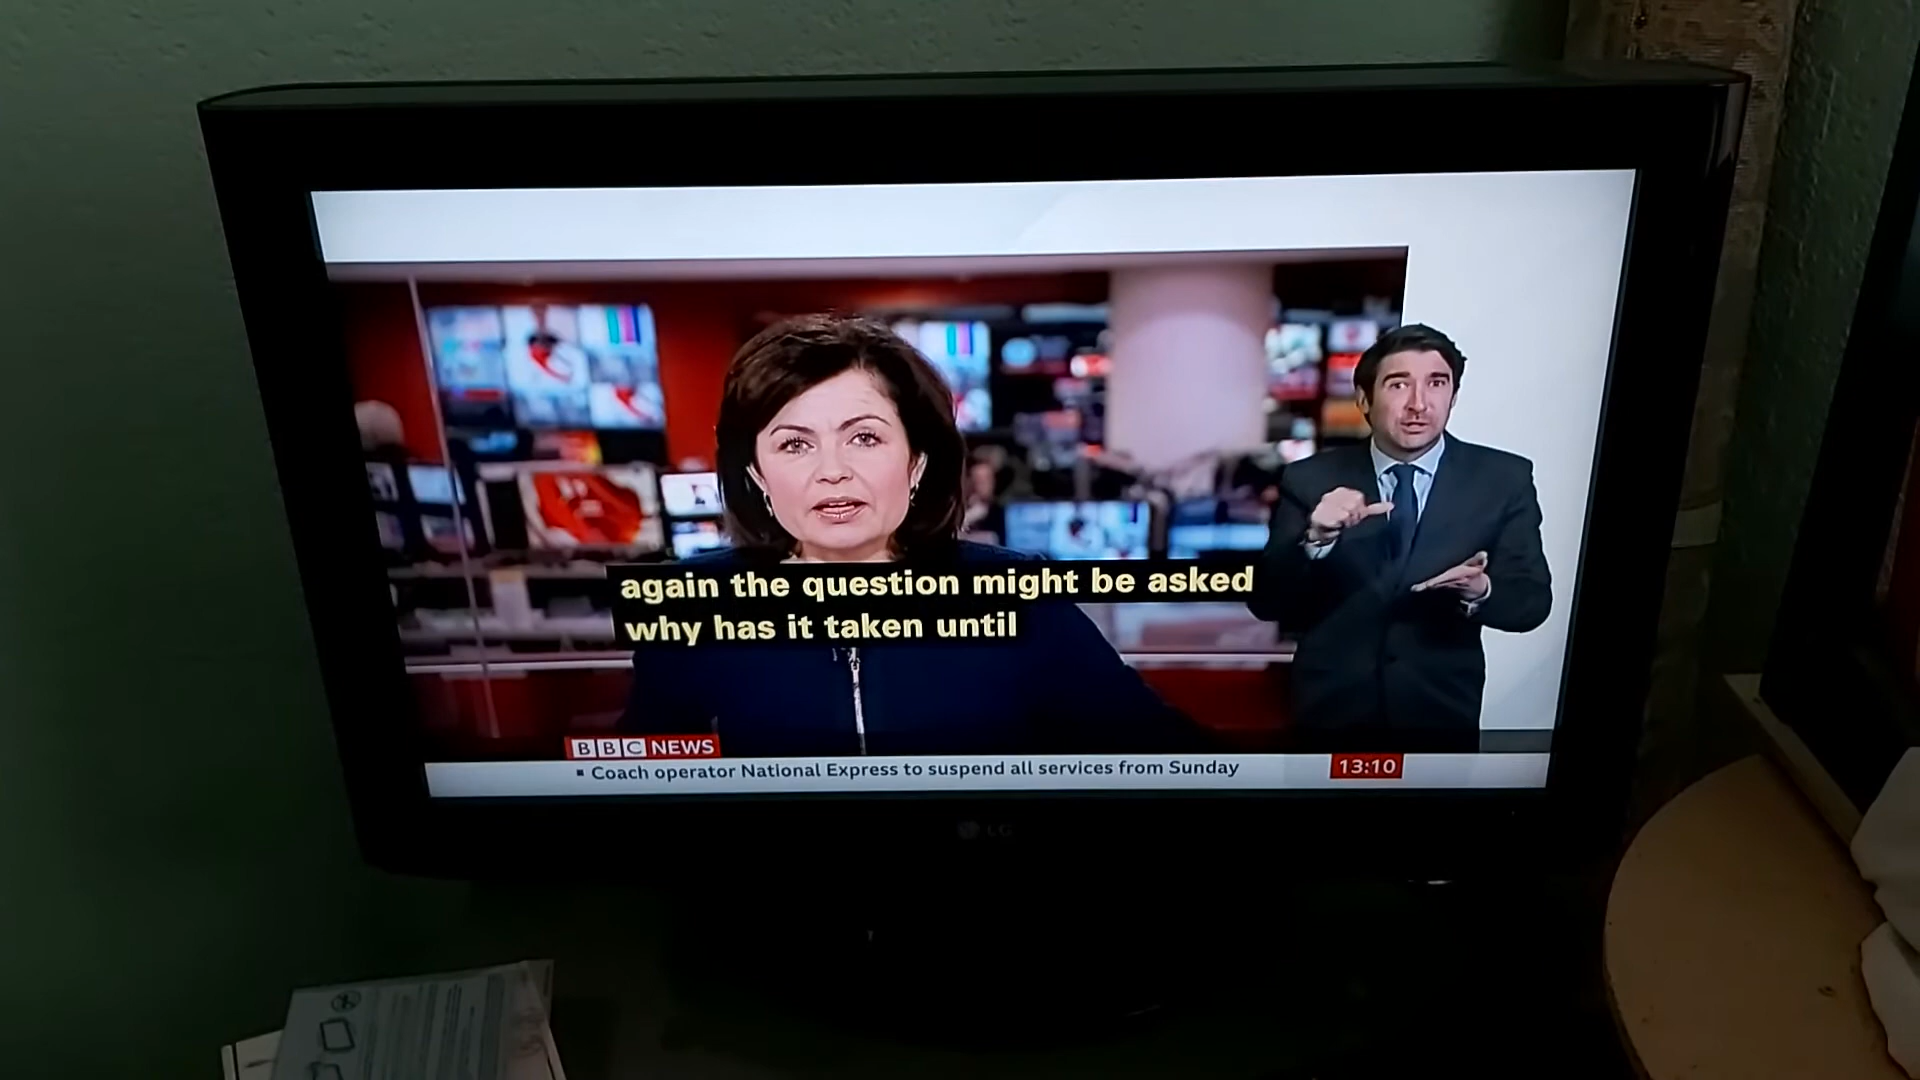 again the question might be asked
why has it taken until
BBC NEWS
▪ Coach operator National Express to suspend all services from Sunday
13:10
LG